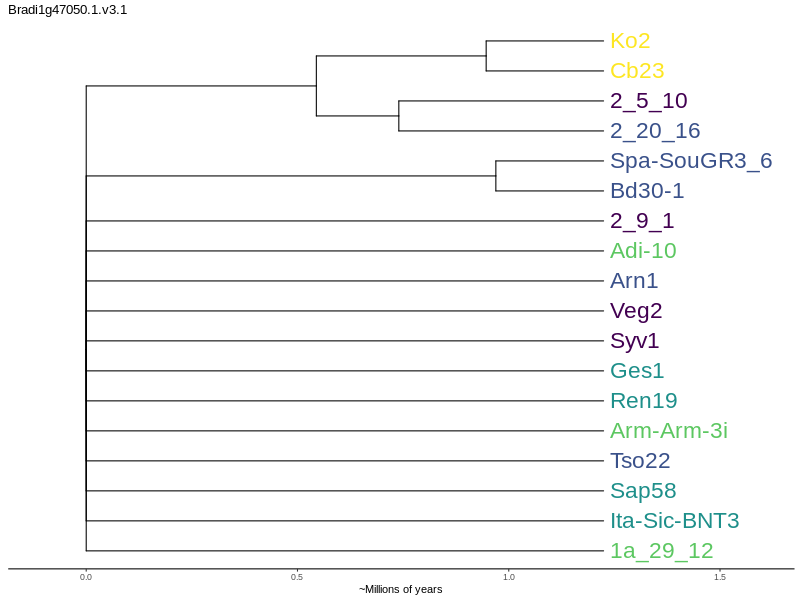 Bradi1g47050.1.v3.1
Ko2
Cb23
2_5_10
2_20_16
Spa-SouGR3_6
Bd30-1
2_9_1
Adi-10
Arn1
Veg2
Syv1
Ges1
Ren19
Arm-Arm-3i
Tso22
Sap58
Ita-Sic-BNT3
1a_29_12
0.0 0.5 1.0 1.5
~Millions of years